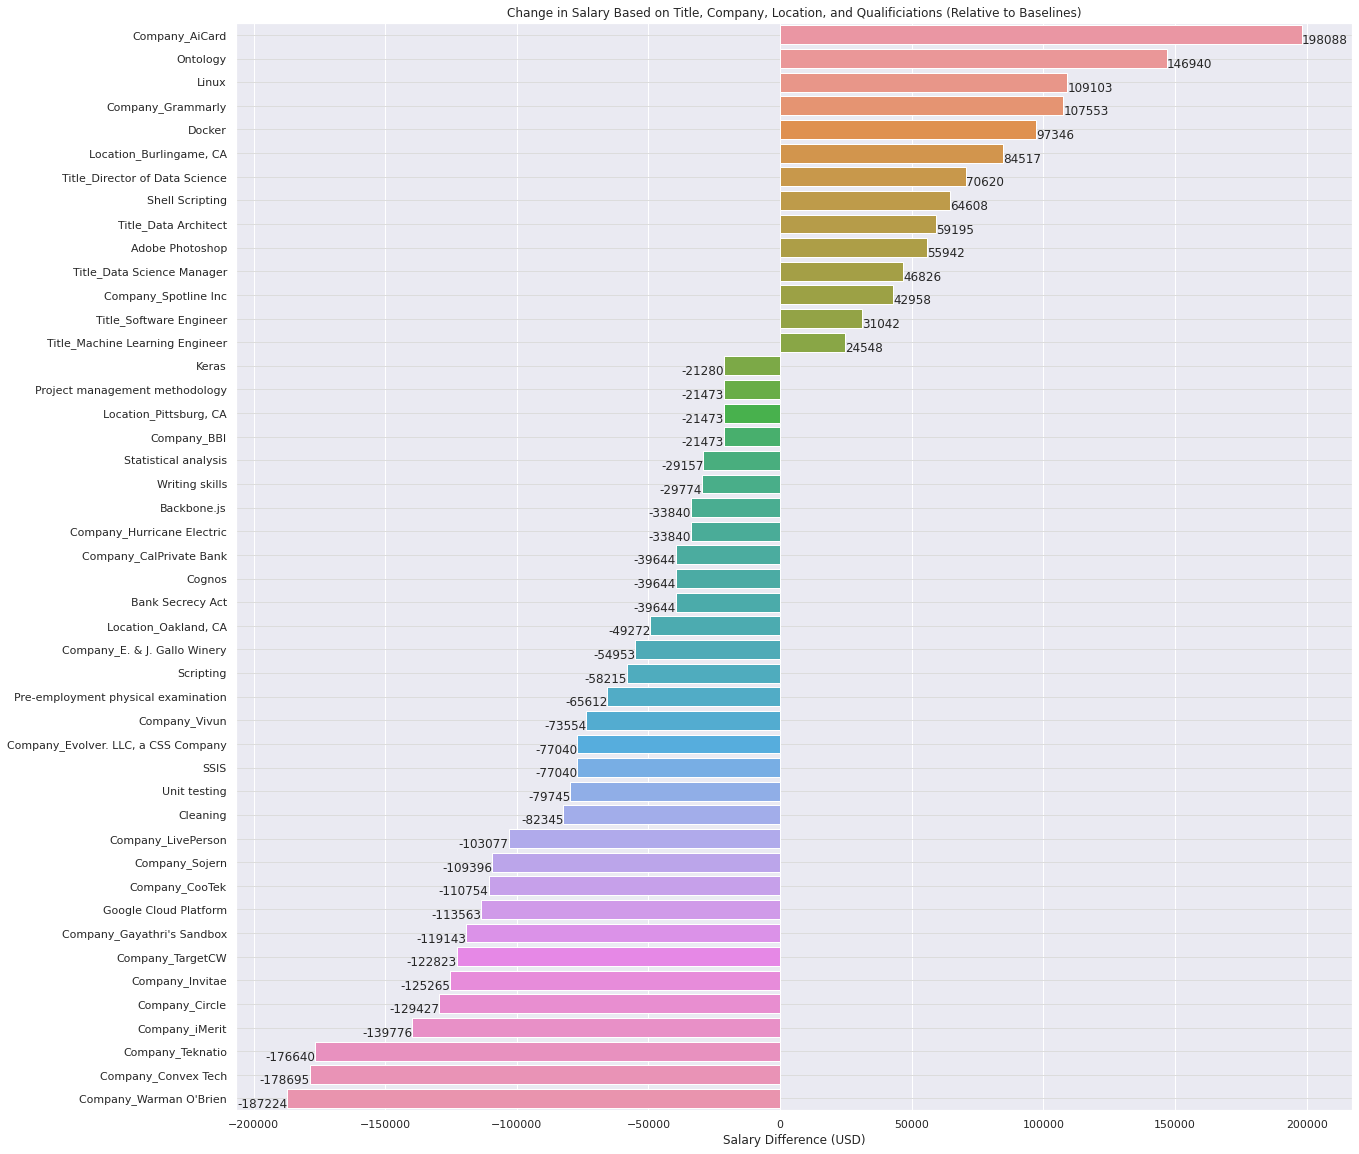 Change in Salary Based on Title, Company, Location, and Qualificiations (Relative to Baselines)
Company_AiCard 198088
Ontology 146940
Linux 109103
Company_Grammarly 107553
Docker 97346
Location_Burlingame, CA 84517
Title_Director of Data Science 70620
Shell Scripting 64608
Title_Data Architect 59195
Adobe Photoshop 55942
Title_Data Science Manager 46826
Company_Spotline Inc 42958
Title_Software Engineer 31042
Title_Machine Learning Engineer 24548
Keras -21280
Project management methodology -21473
Location_Pittsburg, CA -21473
Company_BBI -21473
Statistical analysis -29157
Writing skills -29774
Backbone.js -33840
Company_Hurricane Electric -33840
Company_CalPrivate Bank -39644
Cognos -39644
Bank Secrecy Act -39644
Location_Oakland, CA -49272
Company_E. & J. Gallo Winery -54953
Scripting -58215
Pre-employment physical examination -65612
Company_Vivun -73554
Company_Evolver. LLC, a CSS Company -77040
SSIS -77040
Unit testing -79745
Cleaning -82345
Company_LivePerson -103077
Company_Sojern -109396
Company_CooTek -110754
Google Cloud Platform -113563
Company_Gayathri's Sandbox -119143
Company_TargetCW -122823
Company_Invitae -125265
Company_Circle -129427
Company_iMerit -139776
Company_Teknatio -176640
Company_Convex Tech -178695
Company_Warman O'Brien -187224
−200000 −150000 −100000 −50000 0 50000 100000 150000 200000
Salary Difference (USD)